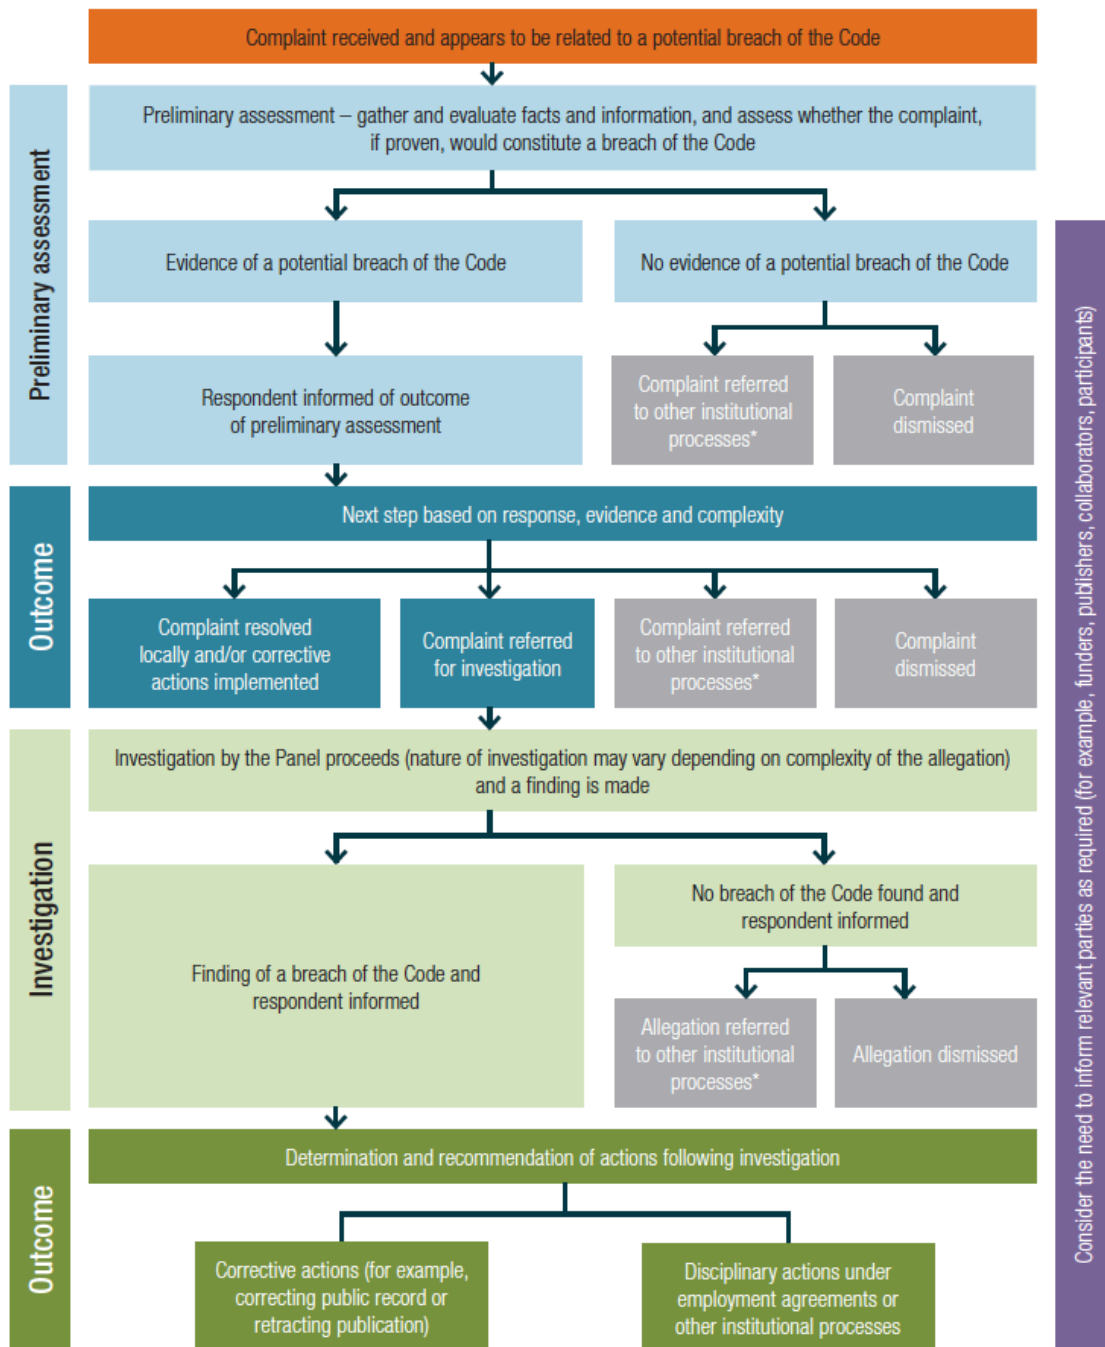 Complaint received and appears to be related to a potential breach of the Code
Preliminary assessment
Preliminary assessment – gather and evaluate facts and information, and assess whether the complaint,
if proven, would constitute a breach of the Code
Evidence of a potential breach of the Code
No evidence of a potential breach of the Code
Respondent informed of outcome
of preliminary assessment
Complaint referred
to other institutional
processes*
Complaint
dismissed
Outcome
Next step based on response, evidence and complexity
Complaint resolved
locally and/or corrective
actions implemented
Complaint referred
for investigation
Complaint referred
to other institutional
processes*
Complaint
dismissed
Investigation
Investigation by the Panel proceeds (nature of investigation may vary depending on complexity of the allegation)
and a finding is made
Finding of a breach of the Code and
respondent informed
No breach of the Code found and
respondent informed
Allegation referred
to other institutional
processes*
Allegation dismissed
Outcome
Determination and recommendation of actions following investigation
Corrective actions (for example,
correcting public record or
retracting publication)
Disciplinary actions under
employment agreements or
other institutional processes
Consider the need to inform relevant parties as required (for example, funders, publishers, collaborators, participants)